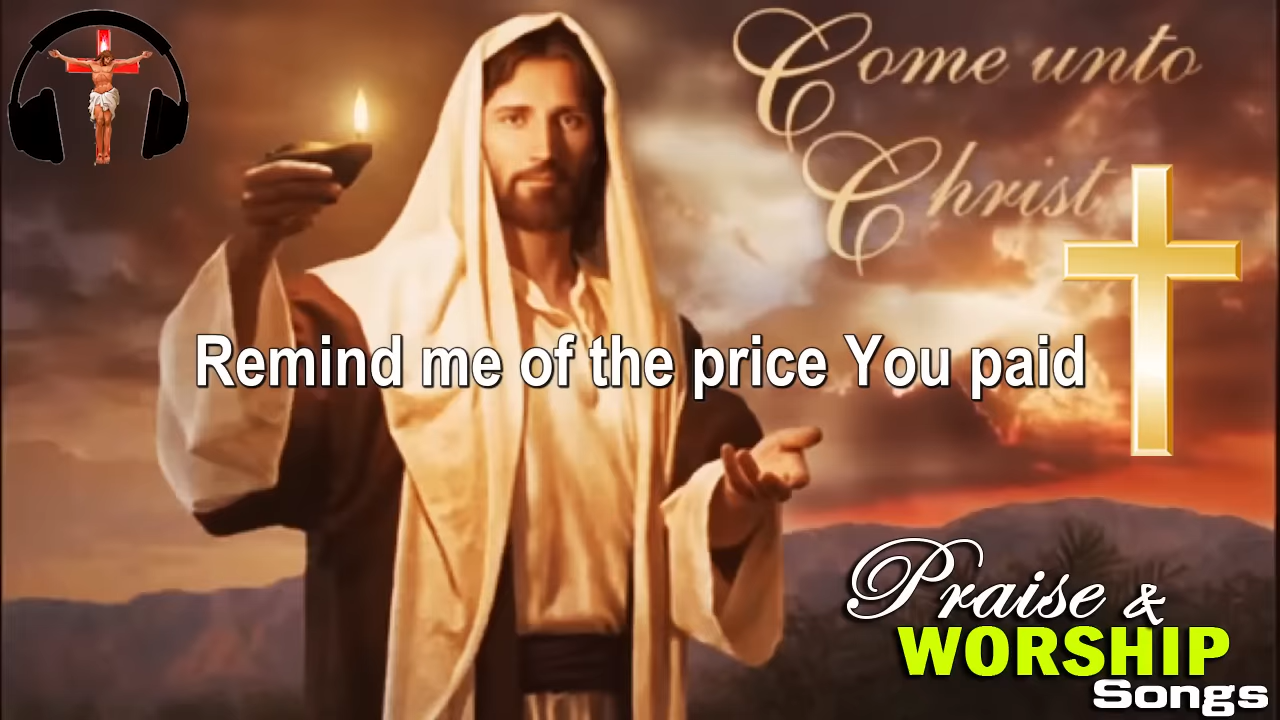 Come unto
Christ
Remind me of the price You paid
Praise &
WORSHIP
Songs